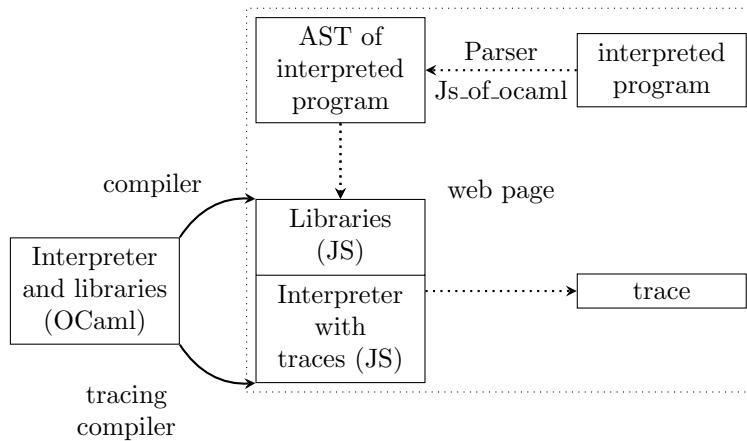 AST of
interpreted
program
Parser
Js_of_ocaml
interpreted
program
compiler
web page
Libraries
(JS)
Interpreter
and libraries
(OCaml)
Interpreter
with
traces (JS)
trace
tracing
compiler